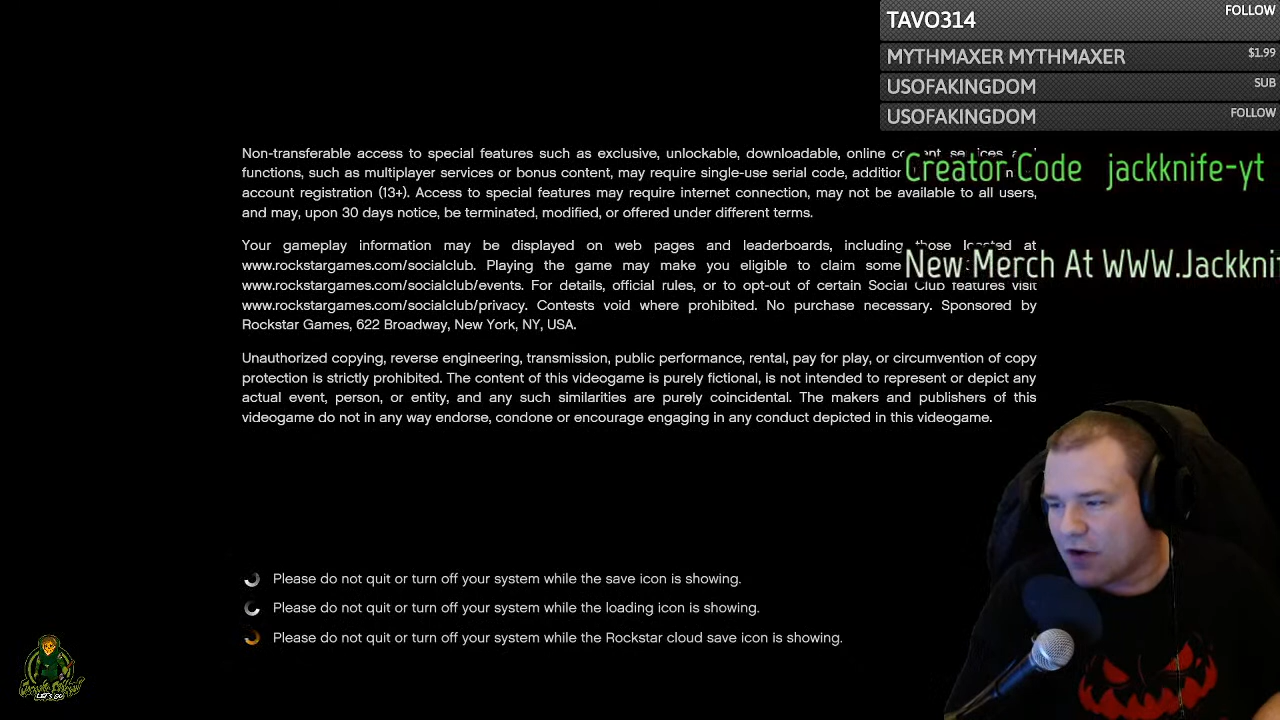 TAVO314 FOLLOW
MYTHMAXER MYTHMAXER $1.99
USOFAKINGDOM SUB
USOFAKINGDOM FOLLOW
Creator Code jackknife-yt
New Merch At WWW.Jackkni
Non-transferable access to special features such as exclusive, unlockable, downloadable, online
functions, such as multiplayer services or bonus content, may require single-use serial code,
account registration (13+). Access to special features may require internet connection, may not be available to all users,
and may, upon 30 days notice, be terminated, modified, or offered under different terms.
Your gameplay information may be displayed on web pages and leaderboards, including those located at
www.rockstargames.com/socialclub. Playing the game may make you eligible to claim some
www.rockstargames.com/socialclub/events. For details, official rules, or to opt-out of certain Social Club features visit
www.rockstargames.com/socialclub/privacy. Contests void where prohibited. No purchase necessary. Sponsored by
Rockstar Games, 622 Broadway, New York, NY, USA.
Unauthorized copying, reverse engineering, transmission, public performance, rental, pay for play, or circumvention of copy
protection is strictly prohibited. The content of this videogame is purely fictional, is not intended to represent or depict any
actual event, person, or entity, and any such similarities are purely coincidental. The makers and publishers of this
videogame do not in any way endorse, condone or encourage engaging in any conduct depicted in this videogame.
Please do not quit or turn off your system while the save icon is showing.
Please do not quit or turn off your system while the loading icon is showing.
Please do not quit or turn off your system while the Rockstar cloud save icon is showing.
LET'S GO